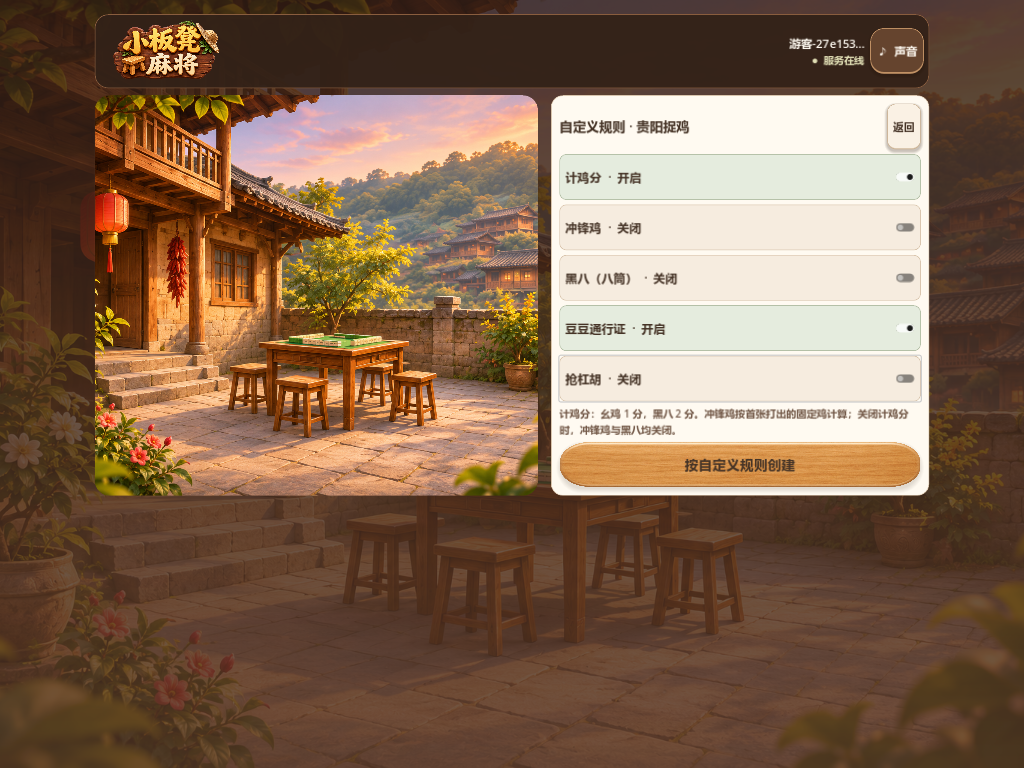 小板凳
麻将
游客-27e153...
服务在线
♪ 声音
自定义规则 · 贵阳捉鸡
返回
计鸡分 · 开启
冲锋鸡 · 关闭
黑八（八筒） · 关闭
豆豆通行证 · 开启
抢杠胡 · 关闭
计鸡分：幺鸡 1 分，黑八 2 分。冲锋鸡按首张打出的固定鸡计算；关闭计鸡分
时，冲锋鸡与黑八均关闭。
按自定义规则创建